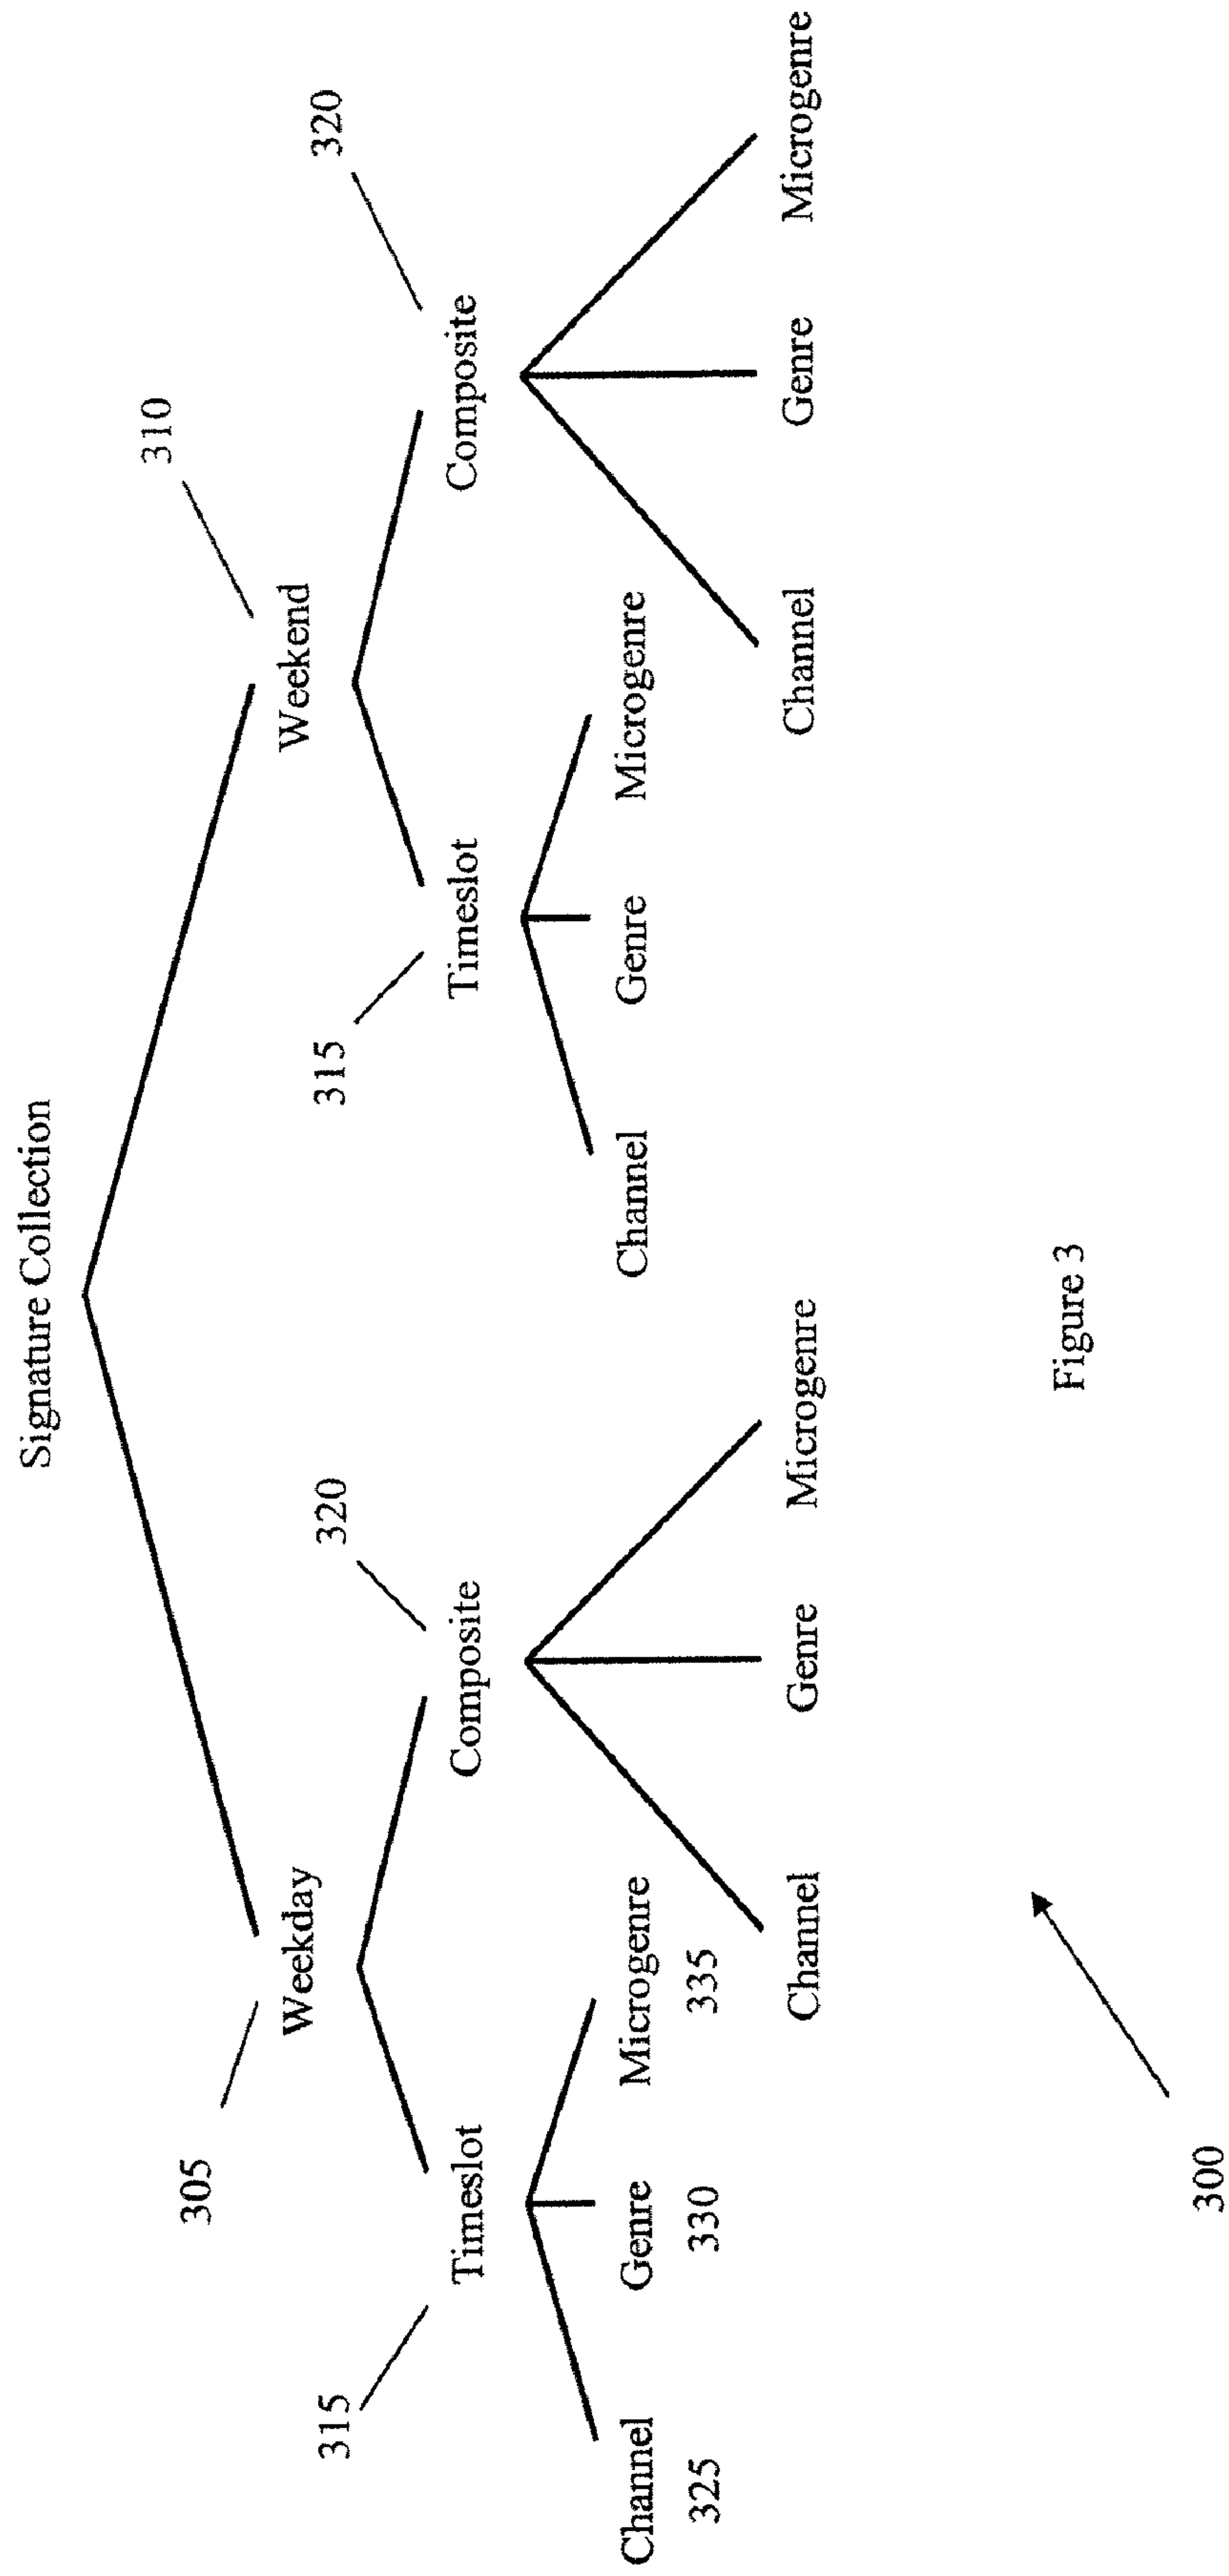 Signature Collection
305
Weekday
310
Weekend
315
Timeslot
320
Composite
315
Timeslot
320
Composite
Channel
325
Genre
330
Microgenre
335
Channel
Genre
Microgenre
Channel
Genre
Microgenre
Channel
Genre
Microgenre
300
Figure 3